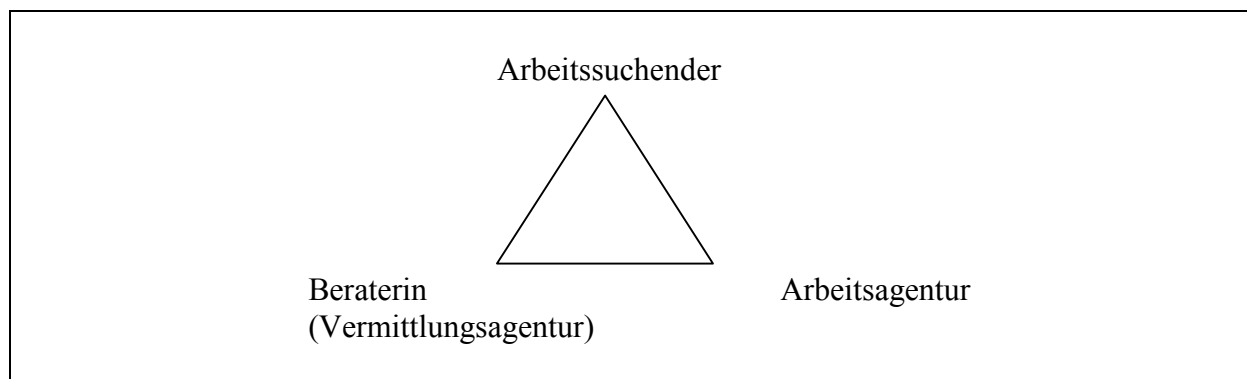 Arbeitssuchender
Beraterin
(Vermittlungsagentur)
Arbeitsagentur